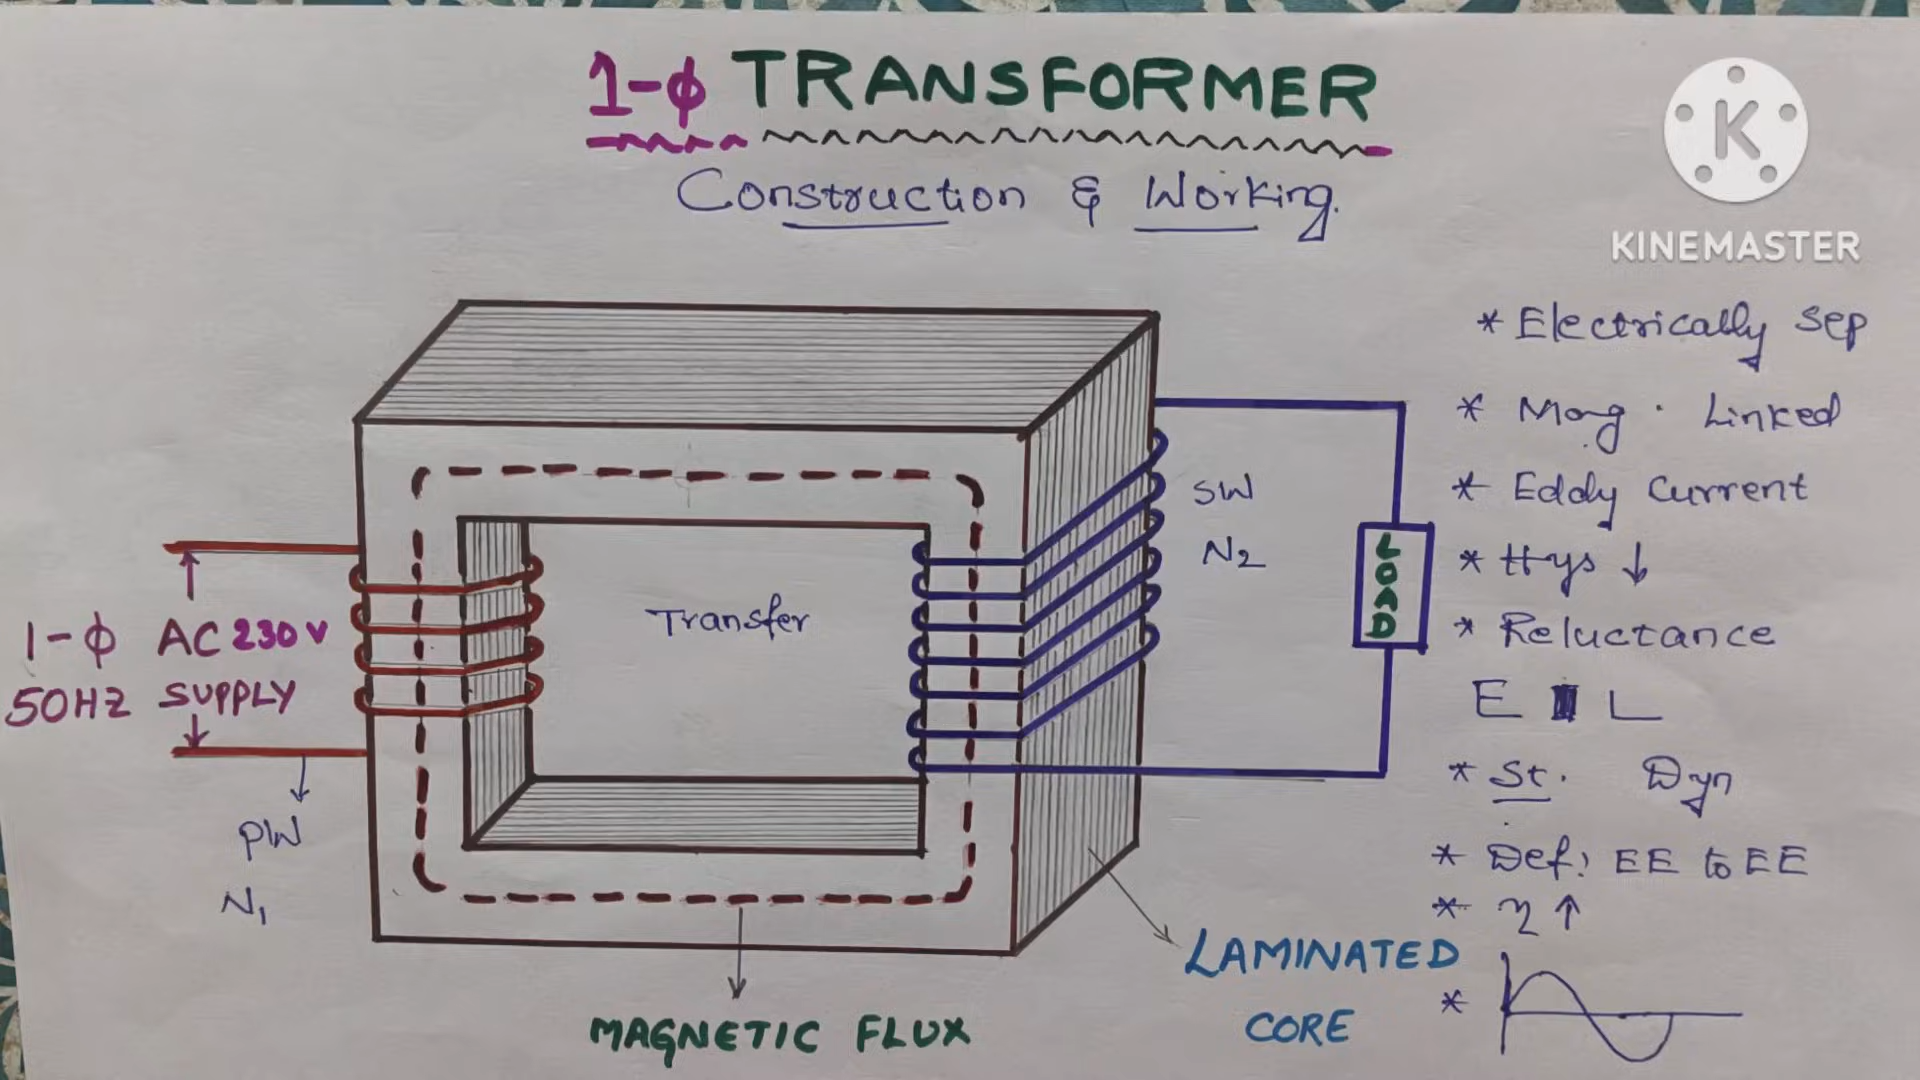 1-ϕ TRANSFORMER
Construction & Working.
K
KINEMASTER
* Electrically Sep
* Mag. Linked
* Eddy Current
* Hys ↓
* Reluctance
E I L
* St. Dyn
* Def: EE to EE
* η ↑
*
1-ϕ AC 230 V
50HZ SUPPLY
PW
N1
Transfer
SW
N2
LOAD
LAMINATED
CORE
MAGNETIC FLUX